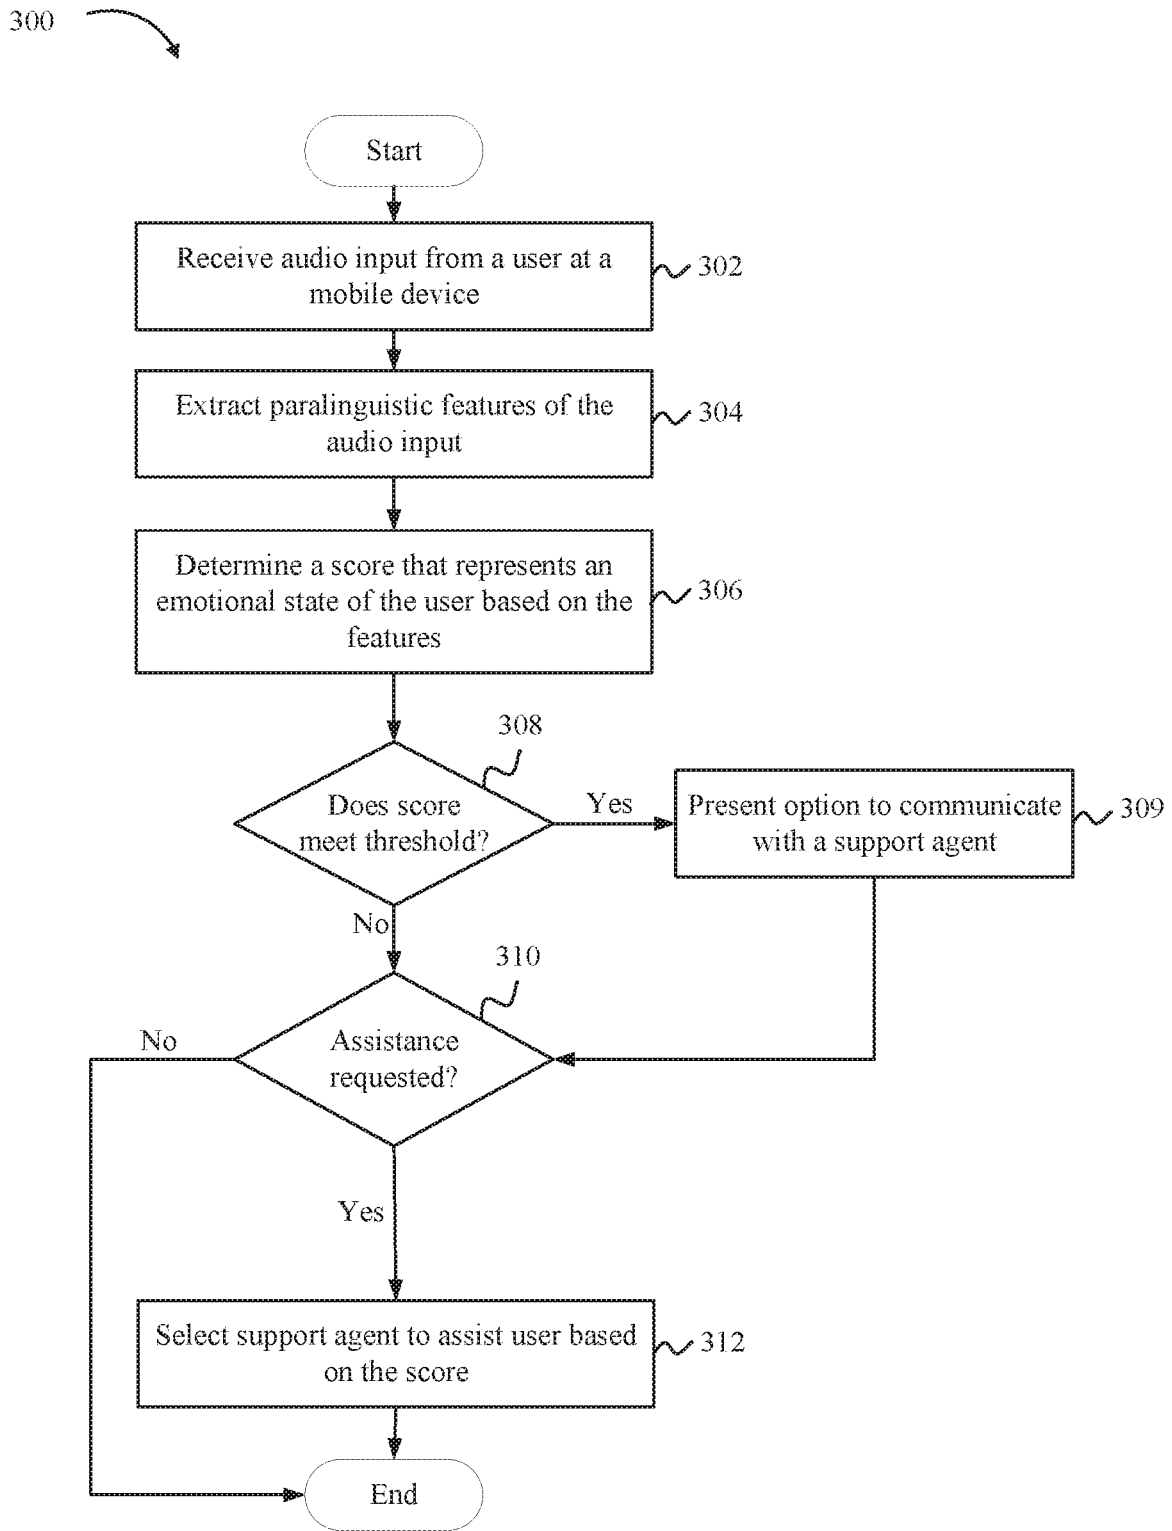 300
Start
Receive audio input from a user at a
mobile device
302
Extract paralinguistic features of the
audio input
304
Determine a score that represents an
emotional state of the user based on the
features
306
308
Does score
meet threshold?
Yes
Present option to communicate
with a support agent
309
No
310
Assistance
requested?
No
Yes
Select support agent to assist user based
on the score
312
End